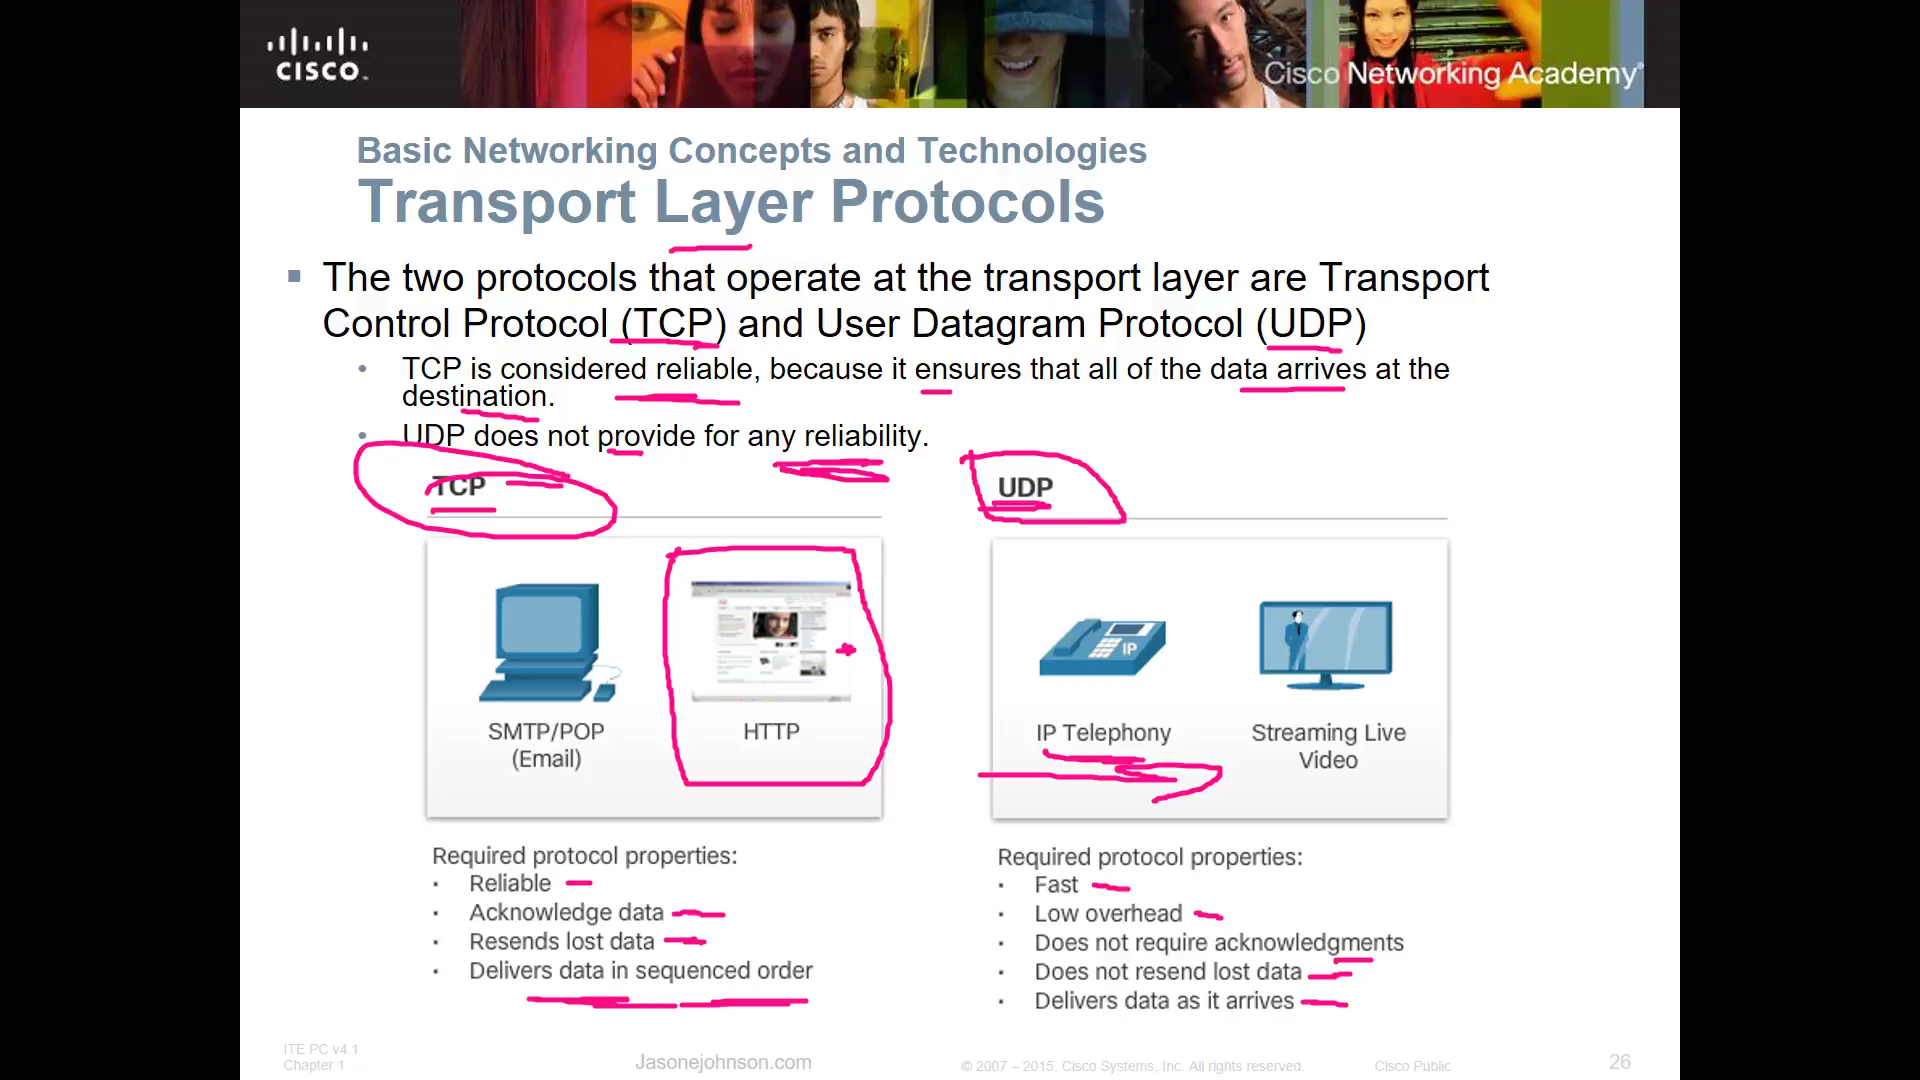 CISCO™
Cisco Networking Academy®
Basic Networking Concepts and Technologies
Transport Layer Protocols
▪ The two protocols that operate at the transport layer are Transport
Control Protocol (TCP) and User Datagram Protocol (UDP)
• TCP is considered reliable, because it ensures that all of the data arrives at the
destination.
• UDP does not provide for any reliability.
TCP
SMTP/POP
(Email)
HTTP
Required protocol properties:
· Reliable
· Acknowledge data
· Resends lost data
· Delivers data in sequenced order
UDP
IP
IP Telephony
Streaming Live
Video
Required protocol properties:
· Fast
· Low overhead
· Does not require acknowledgments
· Does not resend lost data
· Delivers data as it arrives
ITE PC v4.1
Chapter 1
Jasonejohnson.com
© 2007 – 2015, Cisco Systems, Inc. All rights reserved.
Cisco Public
26